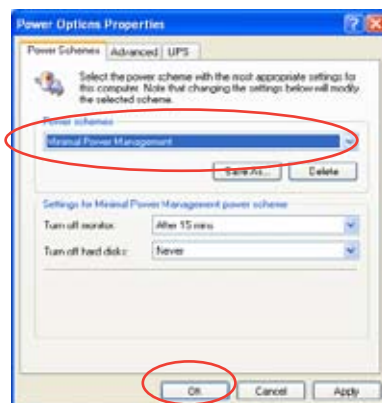 Power Options Properties
Power Schemes Advanced UPS
Select the power scheme with the most appropriate settings for
this computer. Note that changing the settings below will modify
the selected scheme.
Power schemes
Minimal Power Management
Save As... Delete
Settings for Minimal Power Management power scheme
Turn off monitor: After 15 mins
Turn off hard disks: Never
OK Cancel Apply